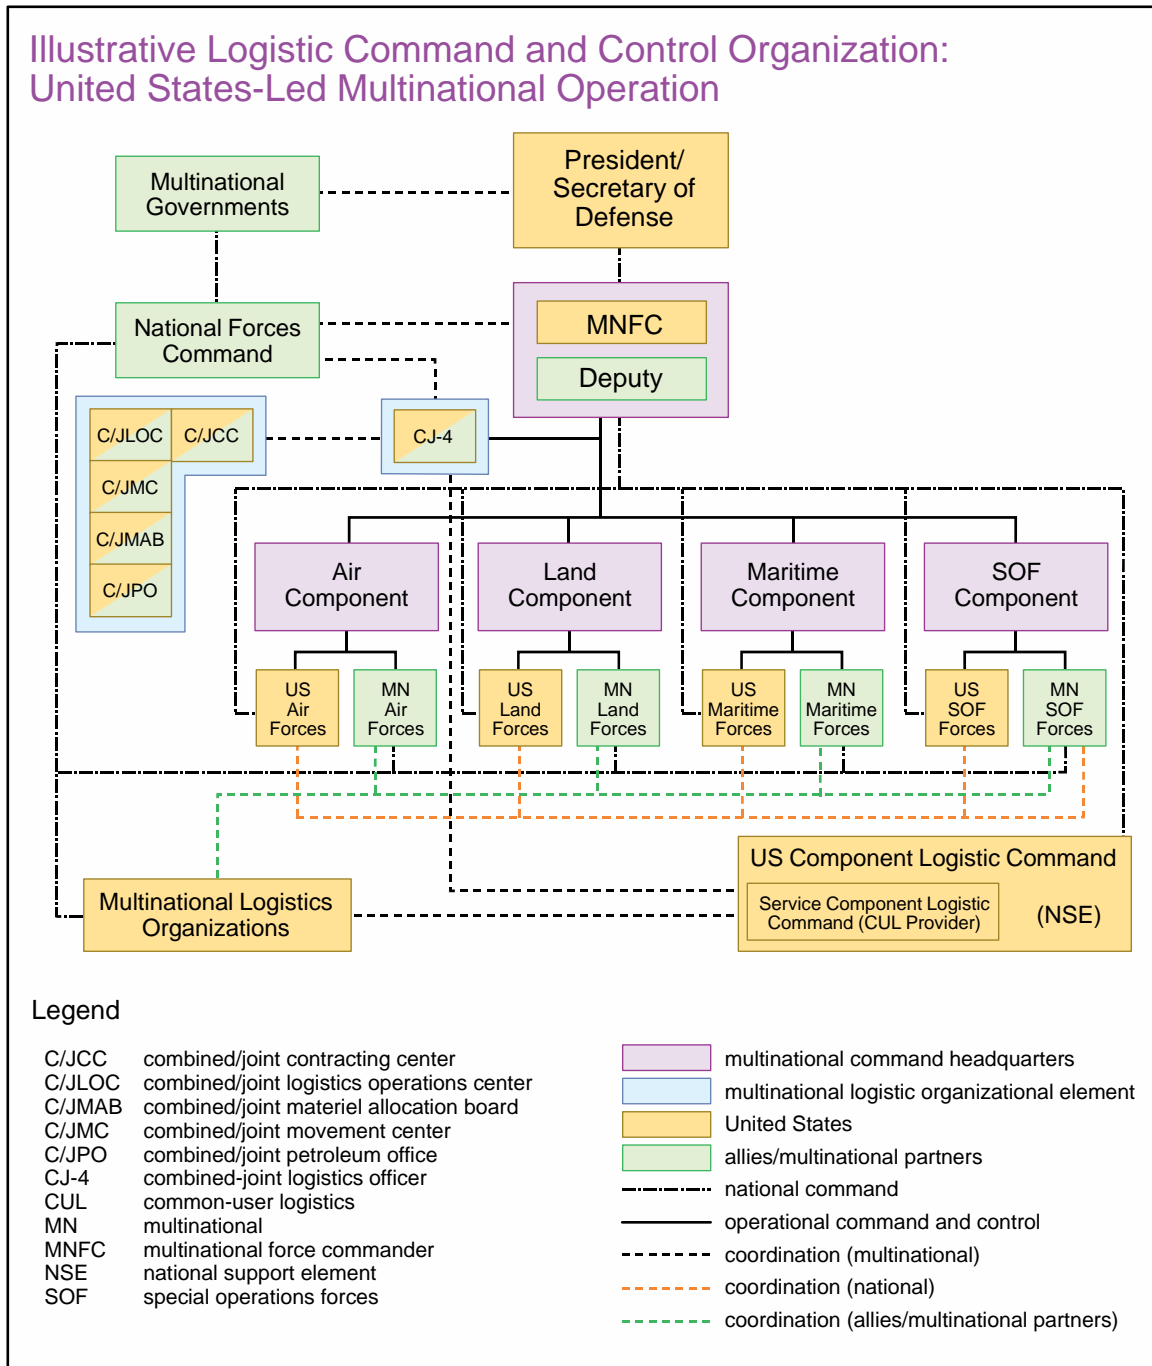 Illustrative Logistic Command and Control Organization:
United States-Led Multinational Operation
Multinational
Governments
President/
Secretary of
Defense
National Forces
Command
MNFC
Deputy
C/JLOC
C/JCC
C/JMC
C/JMAB
C/JPO
CJ-4
Air
Component
Land
Component
Maritime
Component
SOF
Component
US
Air
Forces
MN
Air
Forces
US
Land
Forces
MN
Land
Forces
US
Maritime
Forces
MN
Maritime
Forces
US
SOF
Forces
MN
SOF
Forces
Multinational Logistics
Organizations
US Component Logistic Command
Service Component Logistic
Command (CUL Provider)
(NSE)
Legend
C/JCC combined/joint contracting center
C/JLOC combined/joint logistics operations center
C/JMAB combined/joint materiel allocation board
C/JMC combined/joint movement center
C/JPO combined/joint petroleum office
CJ-4 combined-joint logistics officer
CUL common-user logistics
MN multinational
MNFC multinational force commander
NSE national support element
SOF special operations forces
multinational command headquarters
multinational logistic organizational element
United States
allies/multinational partners
national command
operational command and control
coordination (multinational)
coordination (national)
coordination (allies/multinational partners)